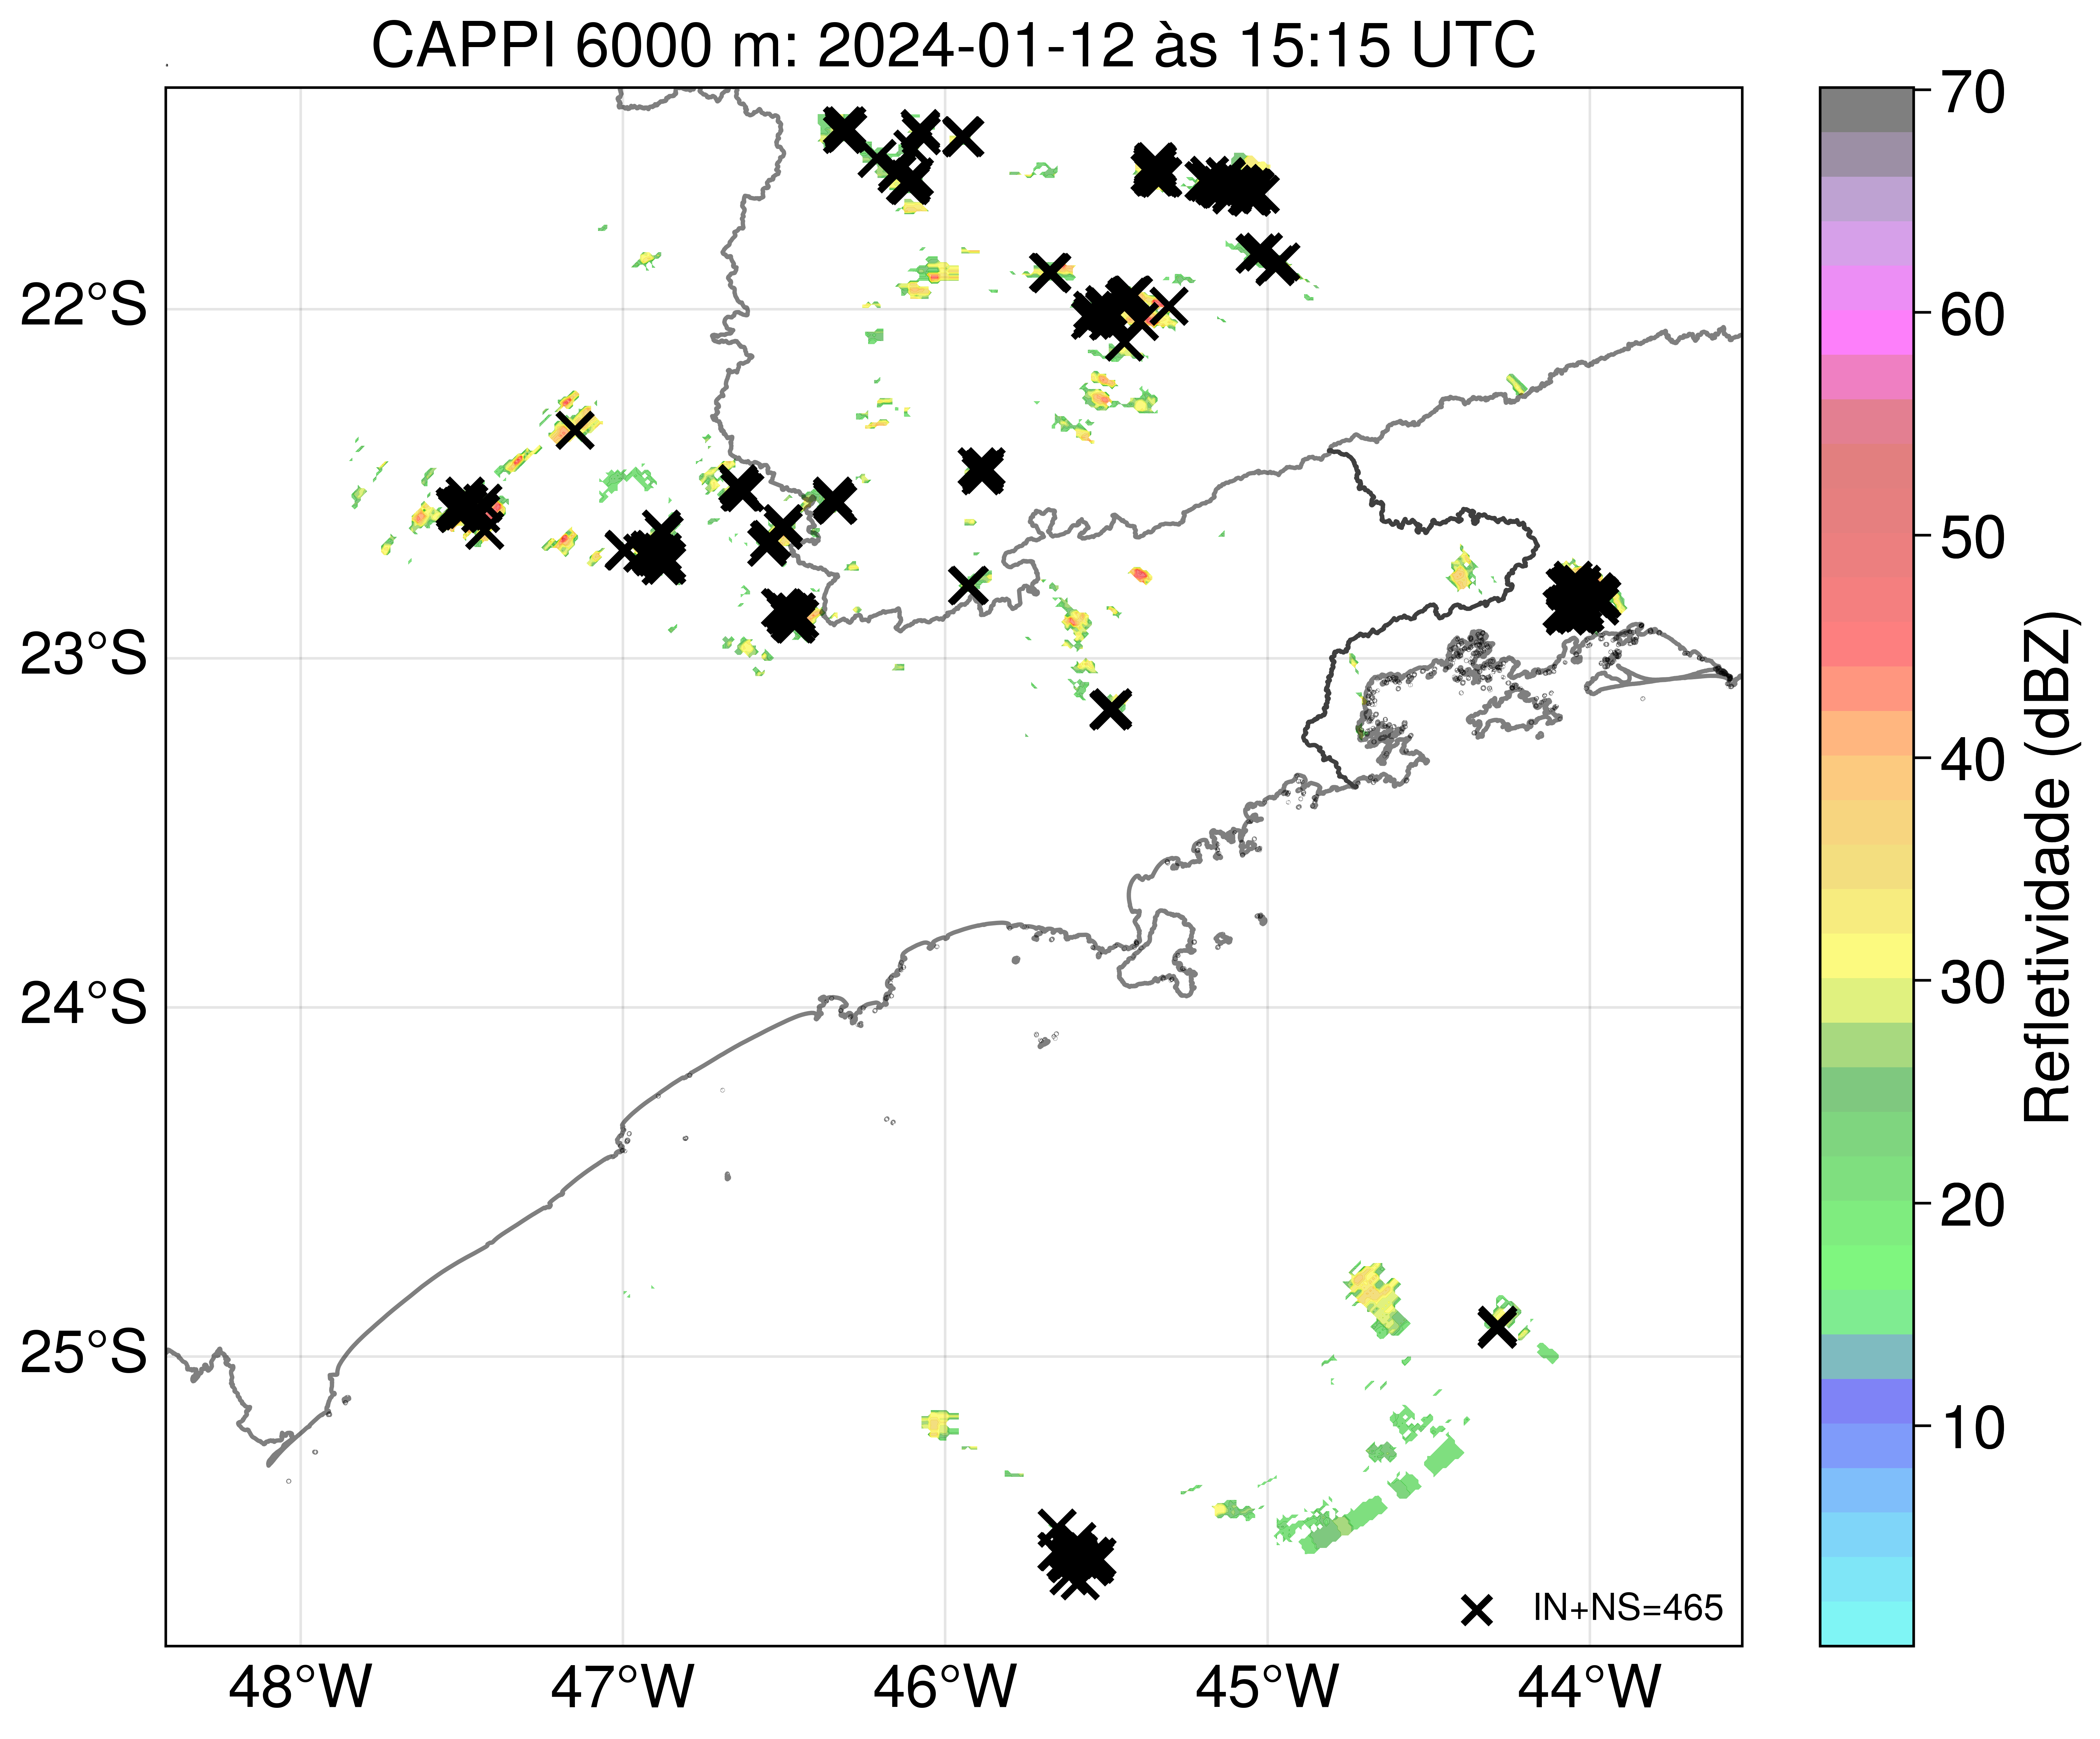 CAPPI 6000 m: 2024-01-12 às 15:15 UTC
22°S
23°S
24°S
25°S
48°W
47°W
46°W
45°W
44°W
IN+NS=465
70
60
50
40
30
20
10
Refletividade (dBZ)